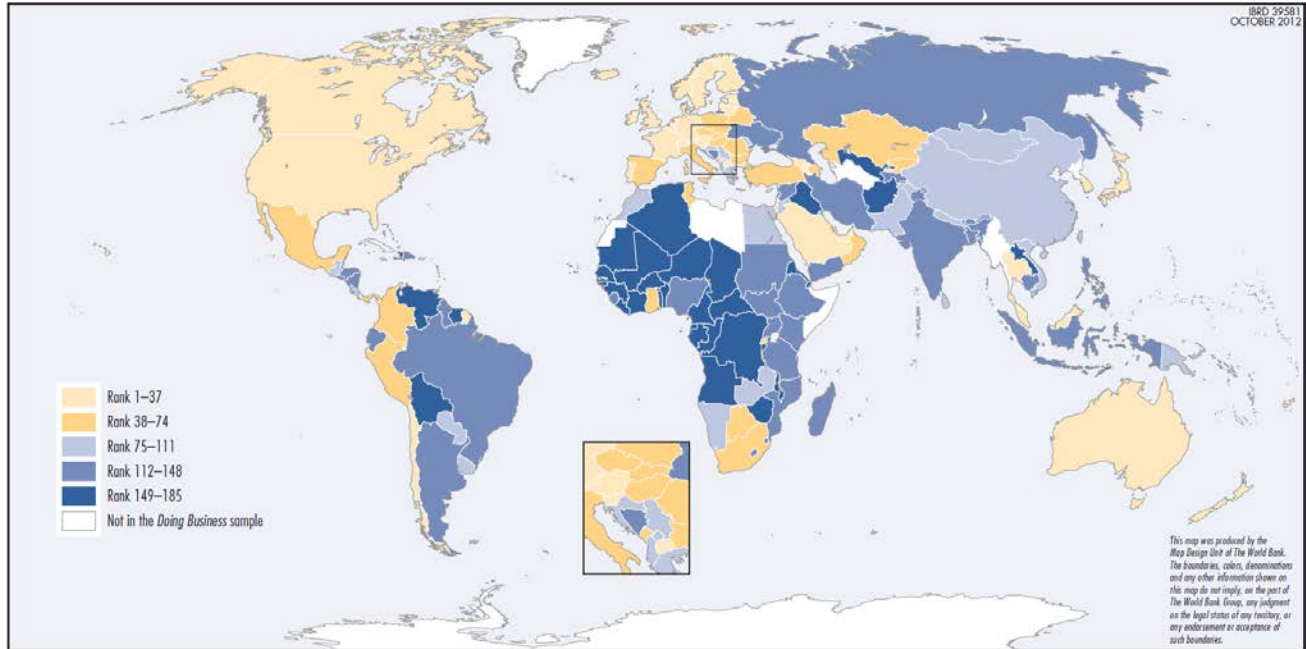 IBRD 39581
OCTOBER 2012
Rank 1–37
Rank 38–74
Rank 75–111
Rank 112–148
Rank 149–185
Not in the Doing Business sample
This map was produced by the
Map Design Unit of The World Bank.
The boundaries, colors, denominations
and any other information shown on
this map do not imply, on the part of
The World Bank Group, any judgment
on the legal status of any territory, or
any endorsement or acceptance of
such boundaries.